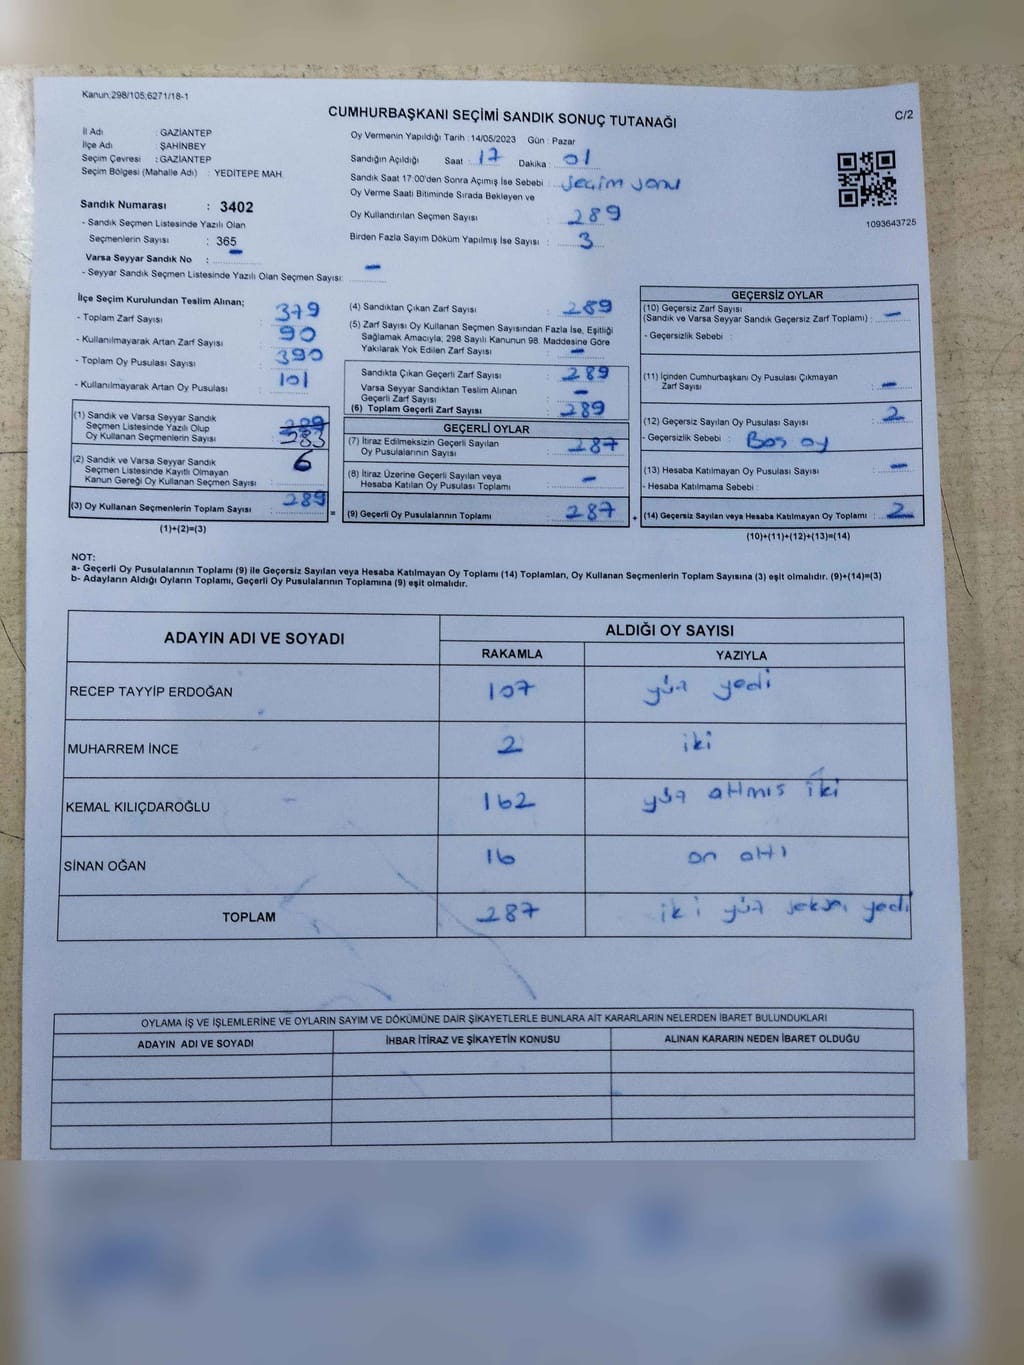 Kanun:298/105,6271/18-1
CUMHURBAŞKANI SEÇİMİ SANDIK SONUÇ TUTANAĞI
C/2
İl Adı : GAZİANTEP
İlçe Adı : ŞAHİNBEY
Seçim Çevresi : GAZİANTEP
Seçim Bölgesi (Mahalle Adı) : YEDİTEPE MAH.
Sandık Numarası : 3402
- Sandık Seçmen Listesinde Yazılı Olan
Seçmenlerin Sayısı : 365
Varsa Seyyar Sandık No : -
- Seyyar Sandık Seçmen Listesinde Yazılı Olan Seçmen Sayısı: -
Oy Vermenin Yapıldığı Tarih : 14/05/2023 Gün : Pazar
Sandığın Açıldığı Saat : 17 Dakika : 01
Sandık Saat 17:00'den Sonra Açımış İse Sebebi : seçim sonu
Oy Verme Saati Bitiminde Sırada Bekleyen ve
Oy Kullandırılan Seçmen Sayısı : 289
Birden Fazla Sayım Döküm Yapılmış İse Sayısı : 3
1093643725
İlçe Seçim Kurulundan Teslim Alınan;
- Toplam Zarf Sayısı : 379
- Kullanılmayarak Artan Zarf Sayısı : 90
- Toplam Oy Pusulası Sayısı : 390
- Kullanılmayarak Artan Oy Pusulası : 101
(1) Sandık ve Varsa Seyyar Sandık
Seçmen Listesinde Yazılı Olup 289
Oy Kullanan Seçmenlerin Sayısı : 283
(2) Sandık ve Varsa Seyyar Sandık
Seçmen Listesinde Kayıtlı Olmayan 6
Kanun Gereği Oy Kullanan Seçmen Sayısı :
(3) Oy Kullanan Seçmenlerin Toplam Sayısı : 289
(1)+(2)=(3)
(4) Sandıktan Çıkan Zarf Sayısı : 289
(5) Zarf Sayısı Oy Kullanan Seçmen Sayısından Fazla İse, Eşitliği
Sağlamak Amacıyla; 298 Sayılı Kanunun 98. Maddesine Göre
Yakılarak Yok Edilen Zarf Sayısı : -
Sandıkta Çıkan Geçerli Zarf Sayısı : 289
Varsa Seyyar Sandıktan Teslim Alınan
Geçerli Zarf Sayısı : -
(6) Toplam Geçerli Zarf Sayısı : 289
GEÇERLİ OYLAR
(7) İtiraz Edilmeksizin Geçerli Sayılan
Oy Pusulalarının Sayısı : 287
(8) İtiraz Üzerine Geçerli Sayılan veya
Hesaba Katılan Oy Pusulası Toplamı : -
= (9) Geçerli Oy Pusulalarının Toplamı : 287
GEÇERSİZ OYLAR
(10) Geçersiz Zarf Sayısı
(Sandık ve Varsa Seyyar Sandık Geçersiz Zarf Toplamı) : -
- Geçersizlik Sebebi :
(11) İçinden Cumhurbaşkanı Oy Pusulası Çıkmayan
Zarf Sayısı : -
(12) Geçersiz Sayılan Oy Pusulası Sayısı : 2
- Geçersizlik Sebebi : Boş oy
(13) Hesaba Katılmayan Oy Pusulası Sayısı : -
- Hesaba Katılmama Sebebi :
+ (14) Geçersiz Sayılan veya Hesaba Katılmayan Oy Toplamı : 2
(10)+(11)+(12)+(13)=(14)
NOT:
a- Geçerli Oy Pusulalarının Toplamı (9) ile Geçersiz Sayılan veya Hesaba Katılmayan Oy Toplamı (14) Toplamları, Oy Kullanan Seçmenlerin Toplam Sayısına (3) eşit olmalıdır. (9)+(14)=(3)
b- Adayların Aldığı Oyların Toplamı, Geçerli Oy Pusulalarının Toplamına (9) eşit olmalıdır.
ADAYIN ADI VE SOYADI ALDIĞI OY SAYISI
RAKAMLA YAZIYLA
RECEP TAYYİP ERDOĞAN 107 yüz yedi
MUHARREM İNCE 2 iki
KEMAL KILIÇDAROĞLU 162 yüz atmıs iki
SİNAN OĞAN 16 on altı
TOPLAM 287 iki yüz seksen yedi
OYLAMA İŞ VE İŞLEMLERİNE VE OYLARIN SAYIM VE DÖKÜMÜNE DAİR ŞİKAYETLERLE BUNLARA AİT KARARLARIN NELERDEN İBARET BULUNDUKLARI
ADAYIN ADI VE SOYADI İHBAR İTİRAZ VE ŞİKAYETİN KONUSU ALINAN KARARIN NEDEN İBARET OLDUĞU